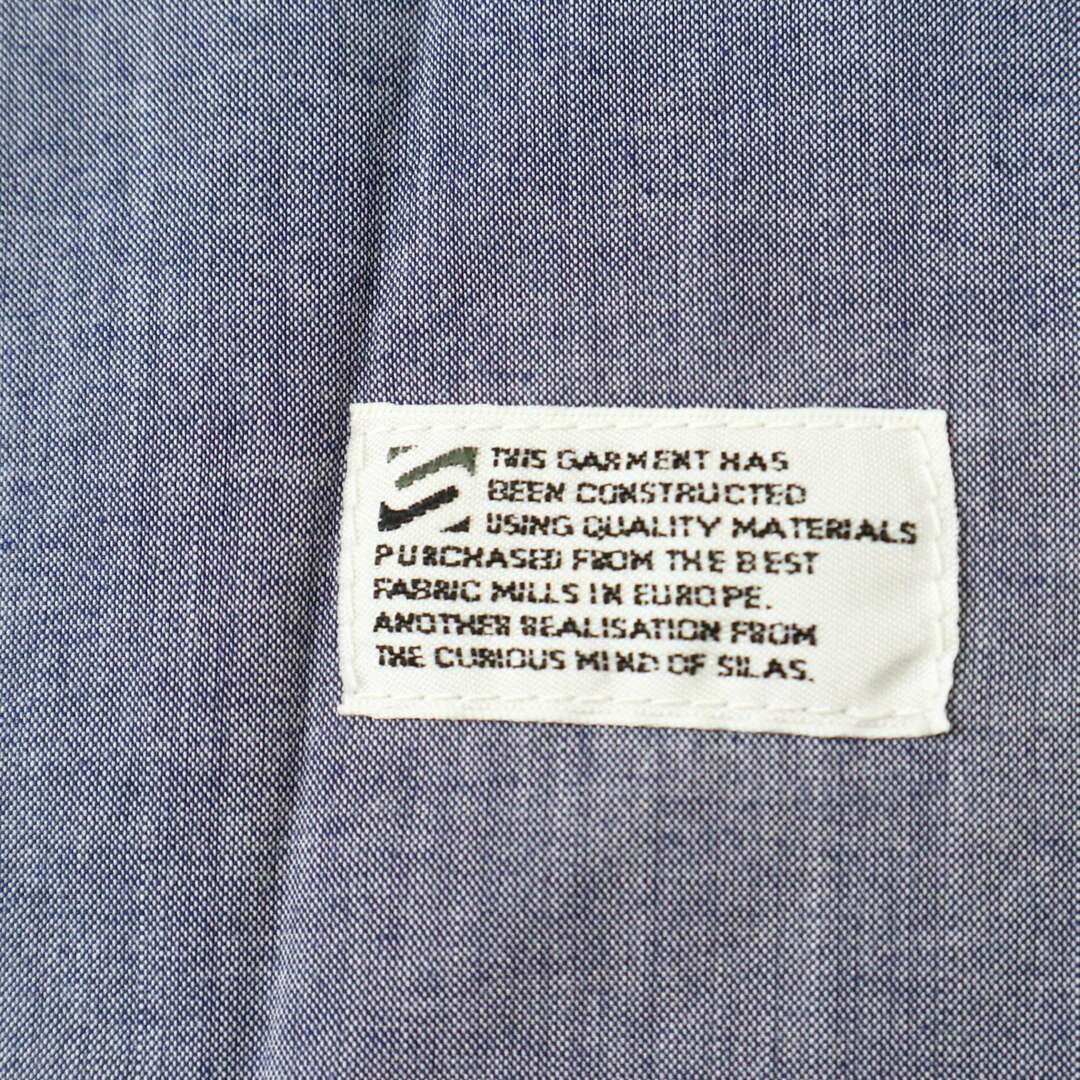 THIS GARMENT HAS
BEEN CONSTRUCTED
USING QUALITY MATERIALS
PURCHASED FROM THE BEST
FABRIC MILLS IN EUROPE.
ANOTHER REALISATION FROM
THE CURIOUS MIND OF SILAS.